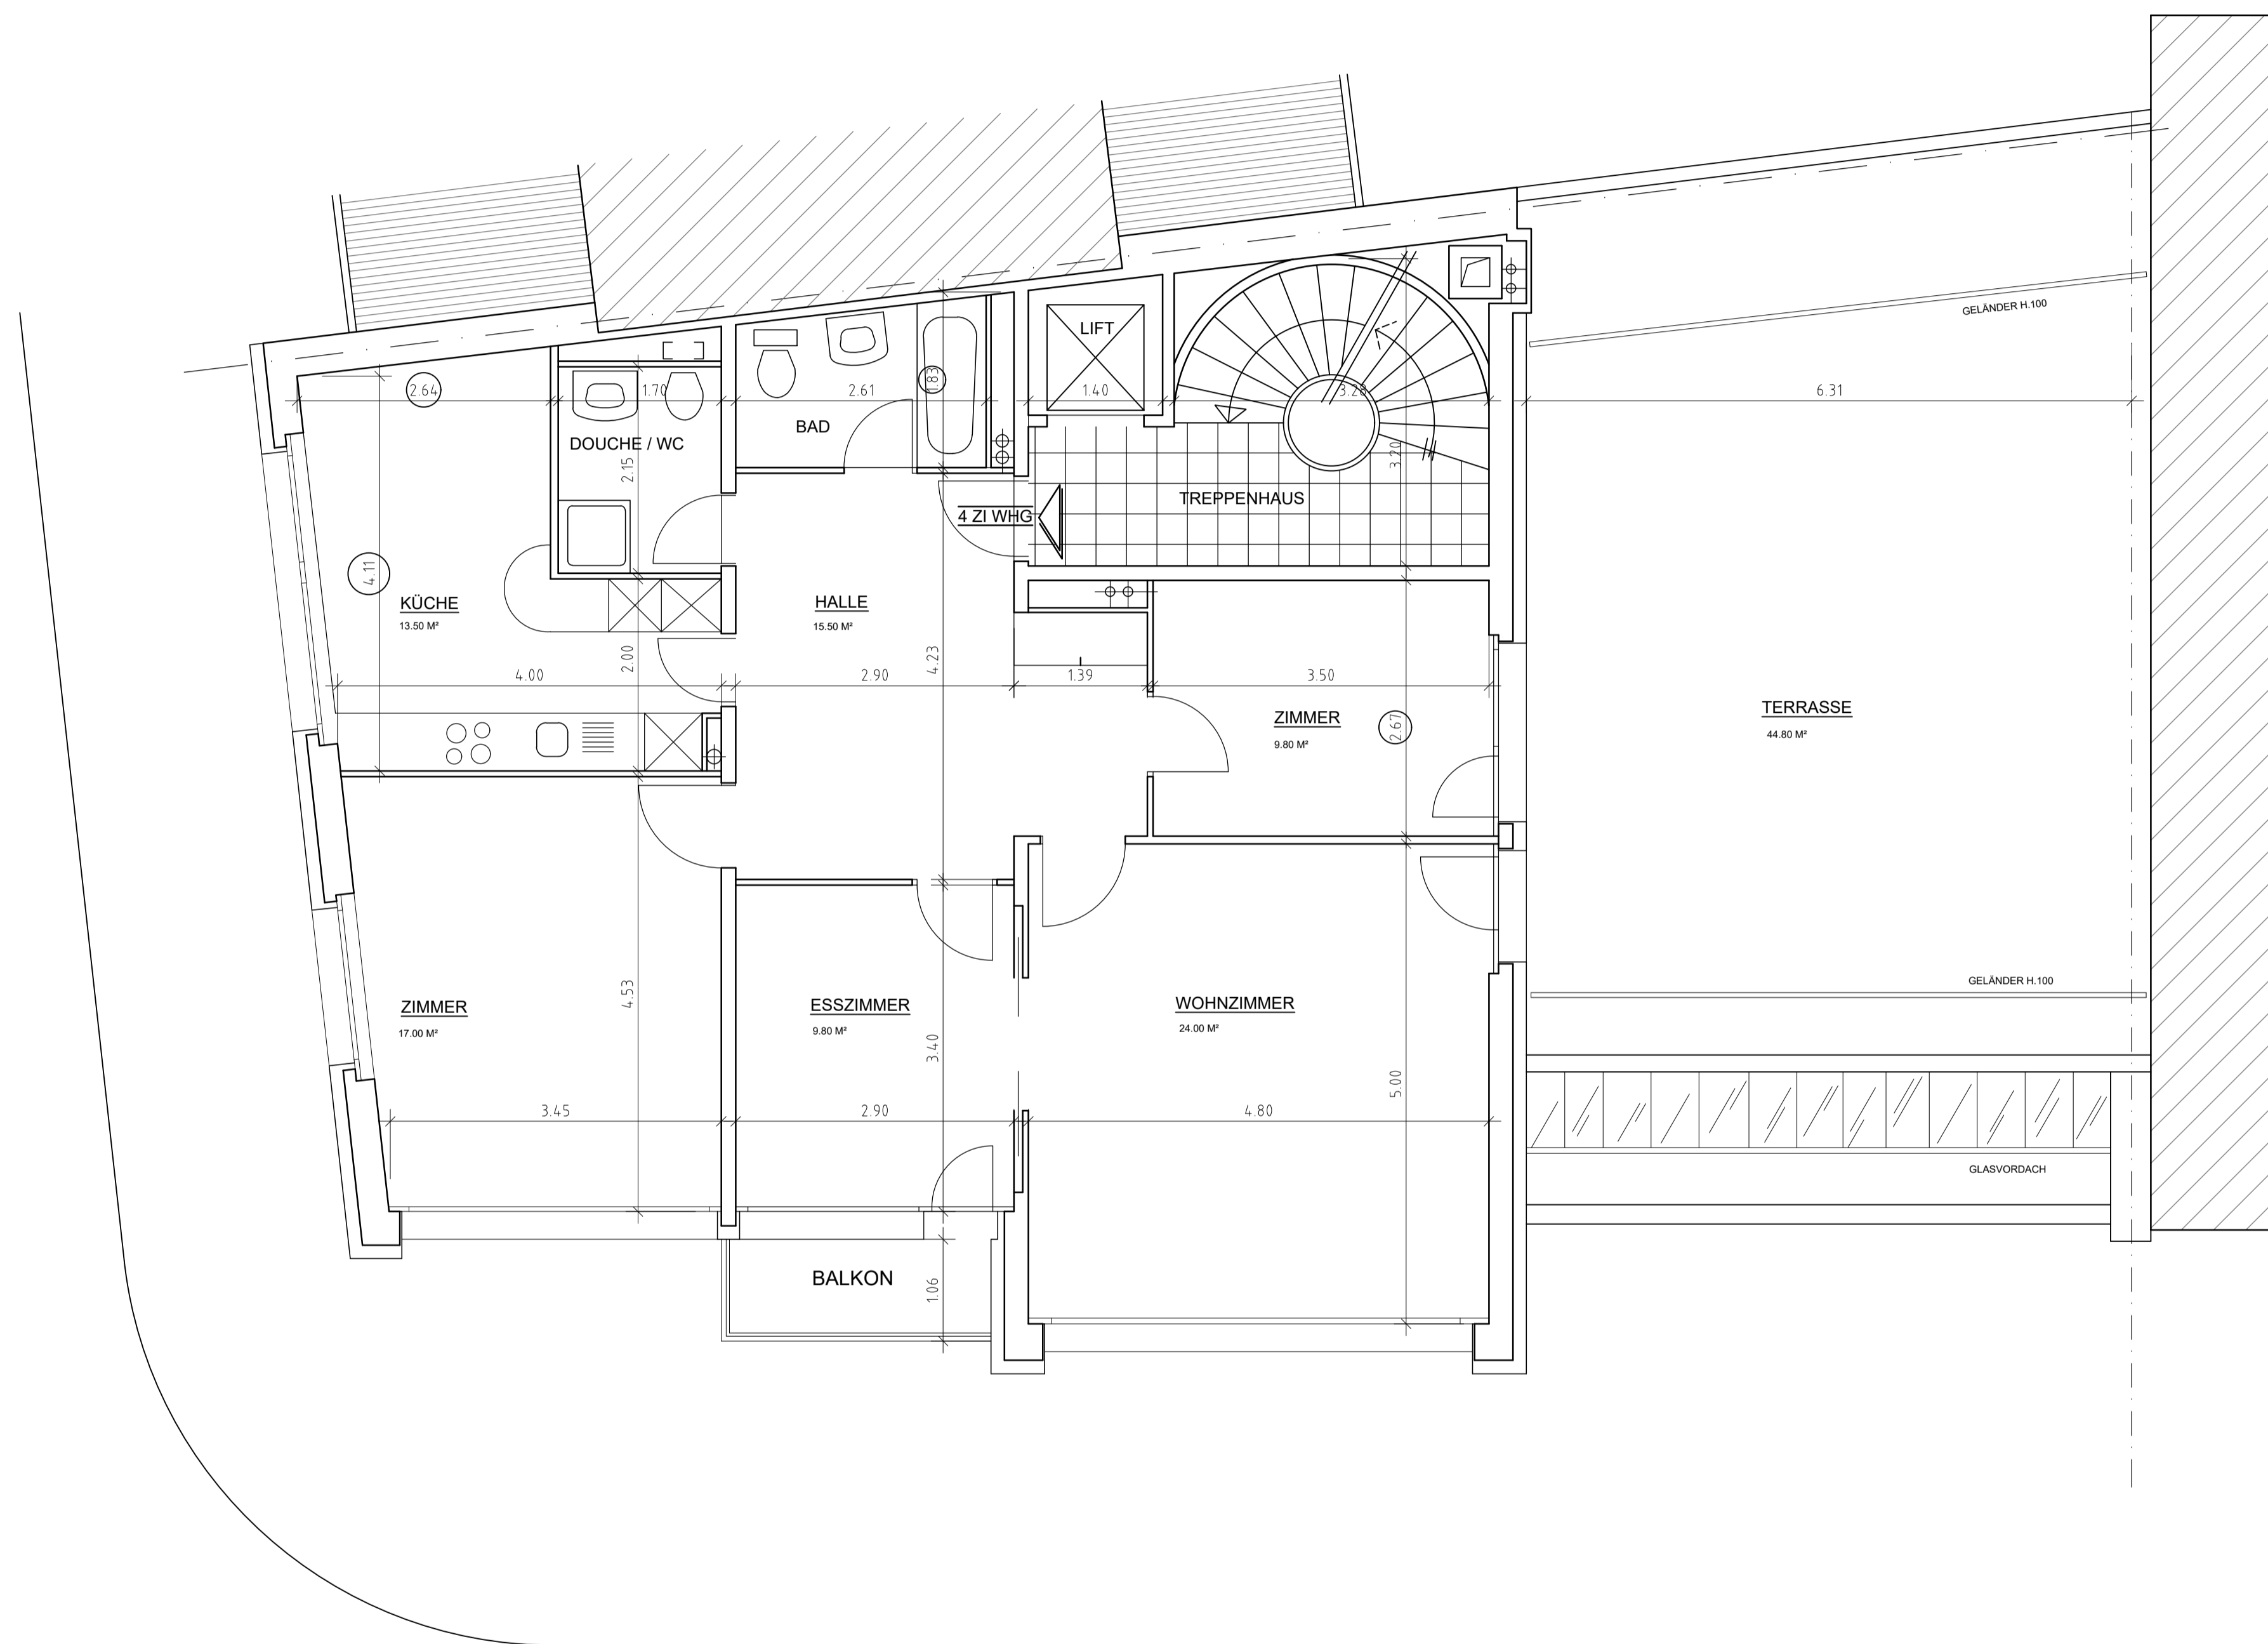 LIFT
GELÄNDER H.100
2.64
1.70
2.61
1.83
1.40
3.20
6.31
BAD
DOUCHE / WC
2.15
3.20
TREPPENHAUS
4 ZI WHG
4.11
KÜCHE
13.50 M²
HALLE
15.50 M²
2.00
4.23
4.00
2.90
1.39
3.50
ZIMMER
9.80 M²
2.67
TERRASSE
44.80 M²
GELÄNDER H.100
ZIMMER
17.00 M²
4.53
ESSZIMMER
9.80 M²
3.40
WOHNZIMMER
24.00 M²
5.00
3.45
2.90
4.80
GLASVORDACH
BALKON
1.06